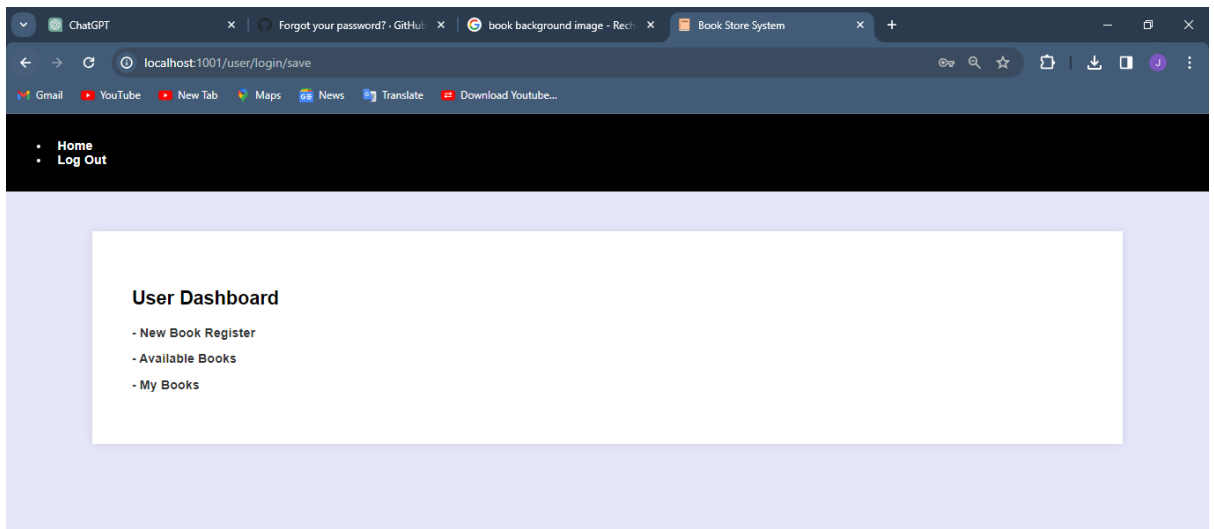 ChatGPT
Forgot your password? · GitHub
book background image - Rech
Book Store System
localhost:1001/user/login/save
J
Gmail
YouTube
New Tab
Maps
GE
News
Translate
Download Youtube...
• Home
• Log Out
User Dashboard
- New Book Register
- Available Books
- My Books